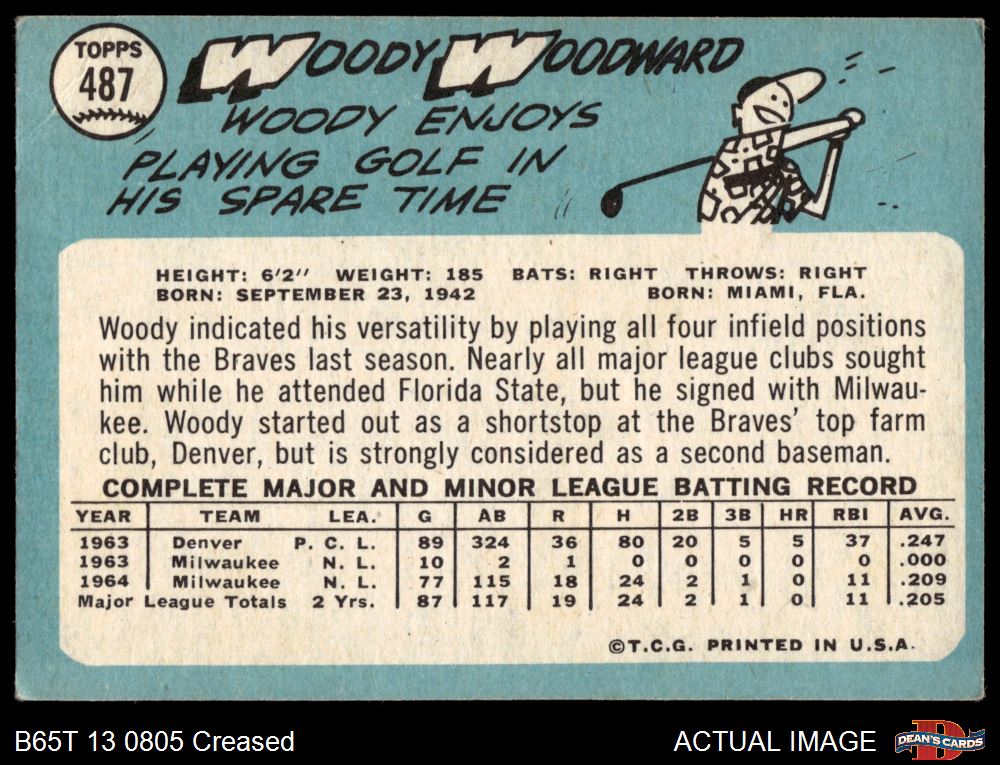 TOPPS
487
WOODY WOODWARD
WOODY ENJOYS
PLAYING GOLF IN
HIS SPARE TIME
HEIGHT: 6'2" WEIGHT: 185 BATS: RIGHT THROWS: RIGHT
BORN: SEPTEMBER 23, 1942 BORN: MIAMI, FLA.
Woody indicated his versatility by playing all four infield positions
with the Braves last season. Nearly all major league clubs sought
him while he attended Florida State, but he signed with Milwau-
kee. Woody started out as a shortstop at the Braves' top farm
club, Denver, but is strongly considered as a second baseman.
COMPLETE MAJOR AND MINOR LEAGUE BATTING RECORD
YEAR TEAM LEA. G AB R H 2B 3B HR RBI AVG.
1963 Denver P. C. L. 89 324 36 80 20 5 5 37 .247
1963 Milwaukee N. L. 10 2 1 0 0 0 0 0 .000
1964 Milwaukee N. L. 77 115 18 24 2 1 0 11 .209
Major League Totals 2 Yrs. 87 117 19 24 2 1 0 11 .205
©T.C.G. PRINTED IN U.S.A.
B65T 13 0805 Creased ACTUAL IMAGE DEAN'S CARDS